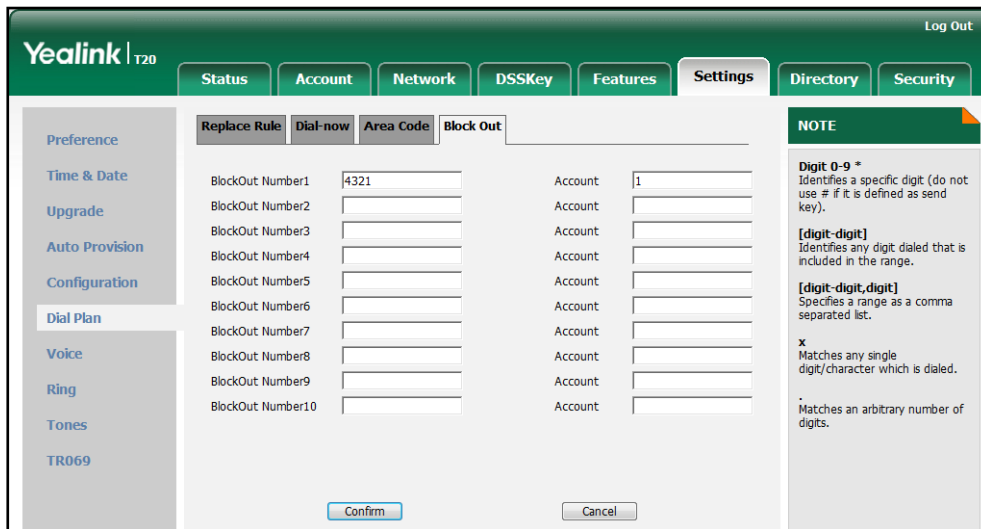 Log Out
Yealink | T20
Status Account Network DSSKey Features Settings Directory Security
Preference
Time & Date
Upgrade
Auto Provision
Configuration
Dial Plan
Voice
Ring
Tones
TR069
Replace Rule Dial-now Area Code Block Out
BlockOut Number1 4321 Account 1
BlockOut Number2 Account
BlockOut Number3 Account
BlockOut Number4 Account
BlockOut Number5 Account
BlockOut Number6 Account
BlockOut Number7 Account
BlockOut Number8 Account
BlockOut Number9 Account
BlockOut Number10 Account
Confirm Cancel
NOTE
Digit 0-9 *
Identifies a specific digit (do not
use # if it is defined as send
key).
[digit-digit]
Identifies any digit dialed that is
included in the range.
[digit-digit,digit]
Specifies a range as a comma
separated list.
x
Matches any single
digit/character which is dialed.
.
Matches an arbitrary number of
digits.